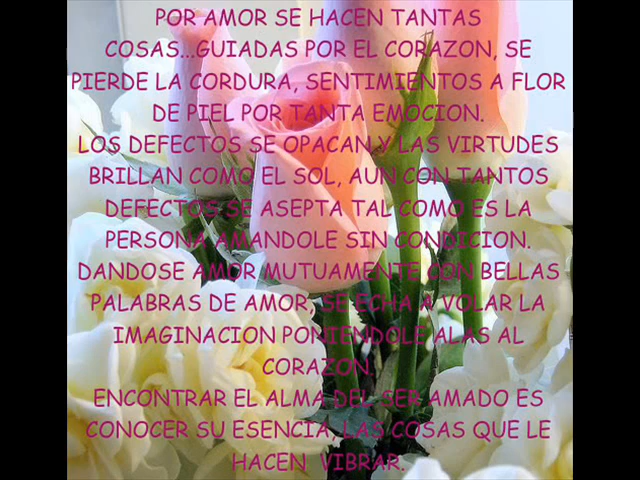 POR AMOR SE HACEN TANTAS
COSAS...GUIADAS POR EL CORAZON, SE
PIERDE LA CORDURA, SENTIMIENTOS A FLOR
DE PIEL POR TANTA EMOCION.
LOS DEFECTOS SE OPACAN Y LAS VIRTUDES
BRILLAN COMO EL SOL, AUN CON TANTOS
DEFECTOS SE ASEPTA TAL COMO ES LA
PERSONA AMANDOLE SIN CONDICION.
DANDOSE AMOR MUTUAMENTE CON BELLAS
PALABRAS DE AMOR, SE ECHA A VOLAR LA
IMAGINACION PONIENDOLE ALAS AL
CORAZON.
ENCONTRAR EL ALMA DEL SER AMADO ES
CONOCER SU ESENCIA, LAS COSAS QUE LE
HACEN VIBRAR.